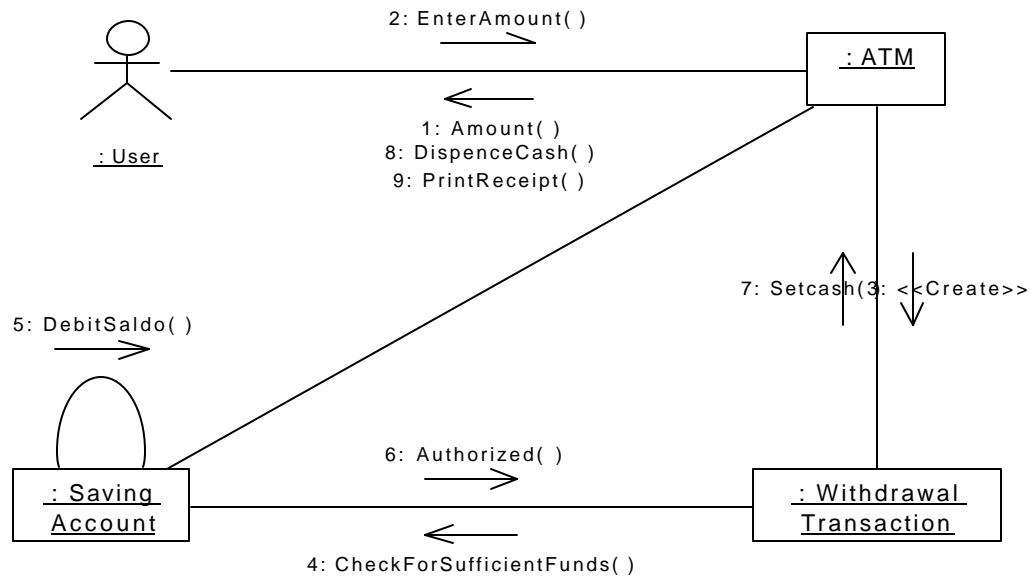 2: EnterAmount( )
: ATM
1: Amount( )
8: DispenceCash( )
9: PrintReceipt( )
: User
7: Setcash( )
3: <<Create>>
5: DebitSaldo( )
6: Authorized( )
: Saving
Account
: Withdrawal
Transaction
4: CheckForSufficientFunds( )